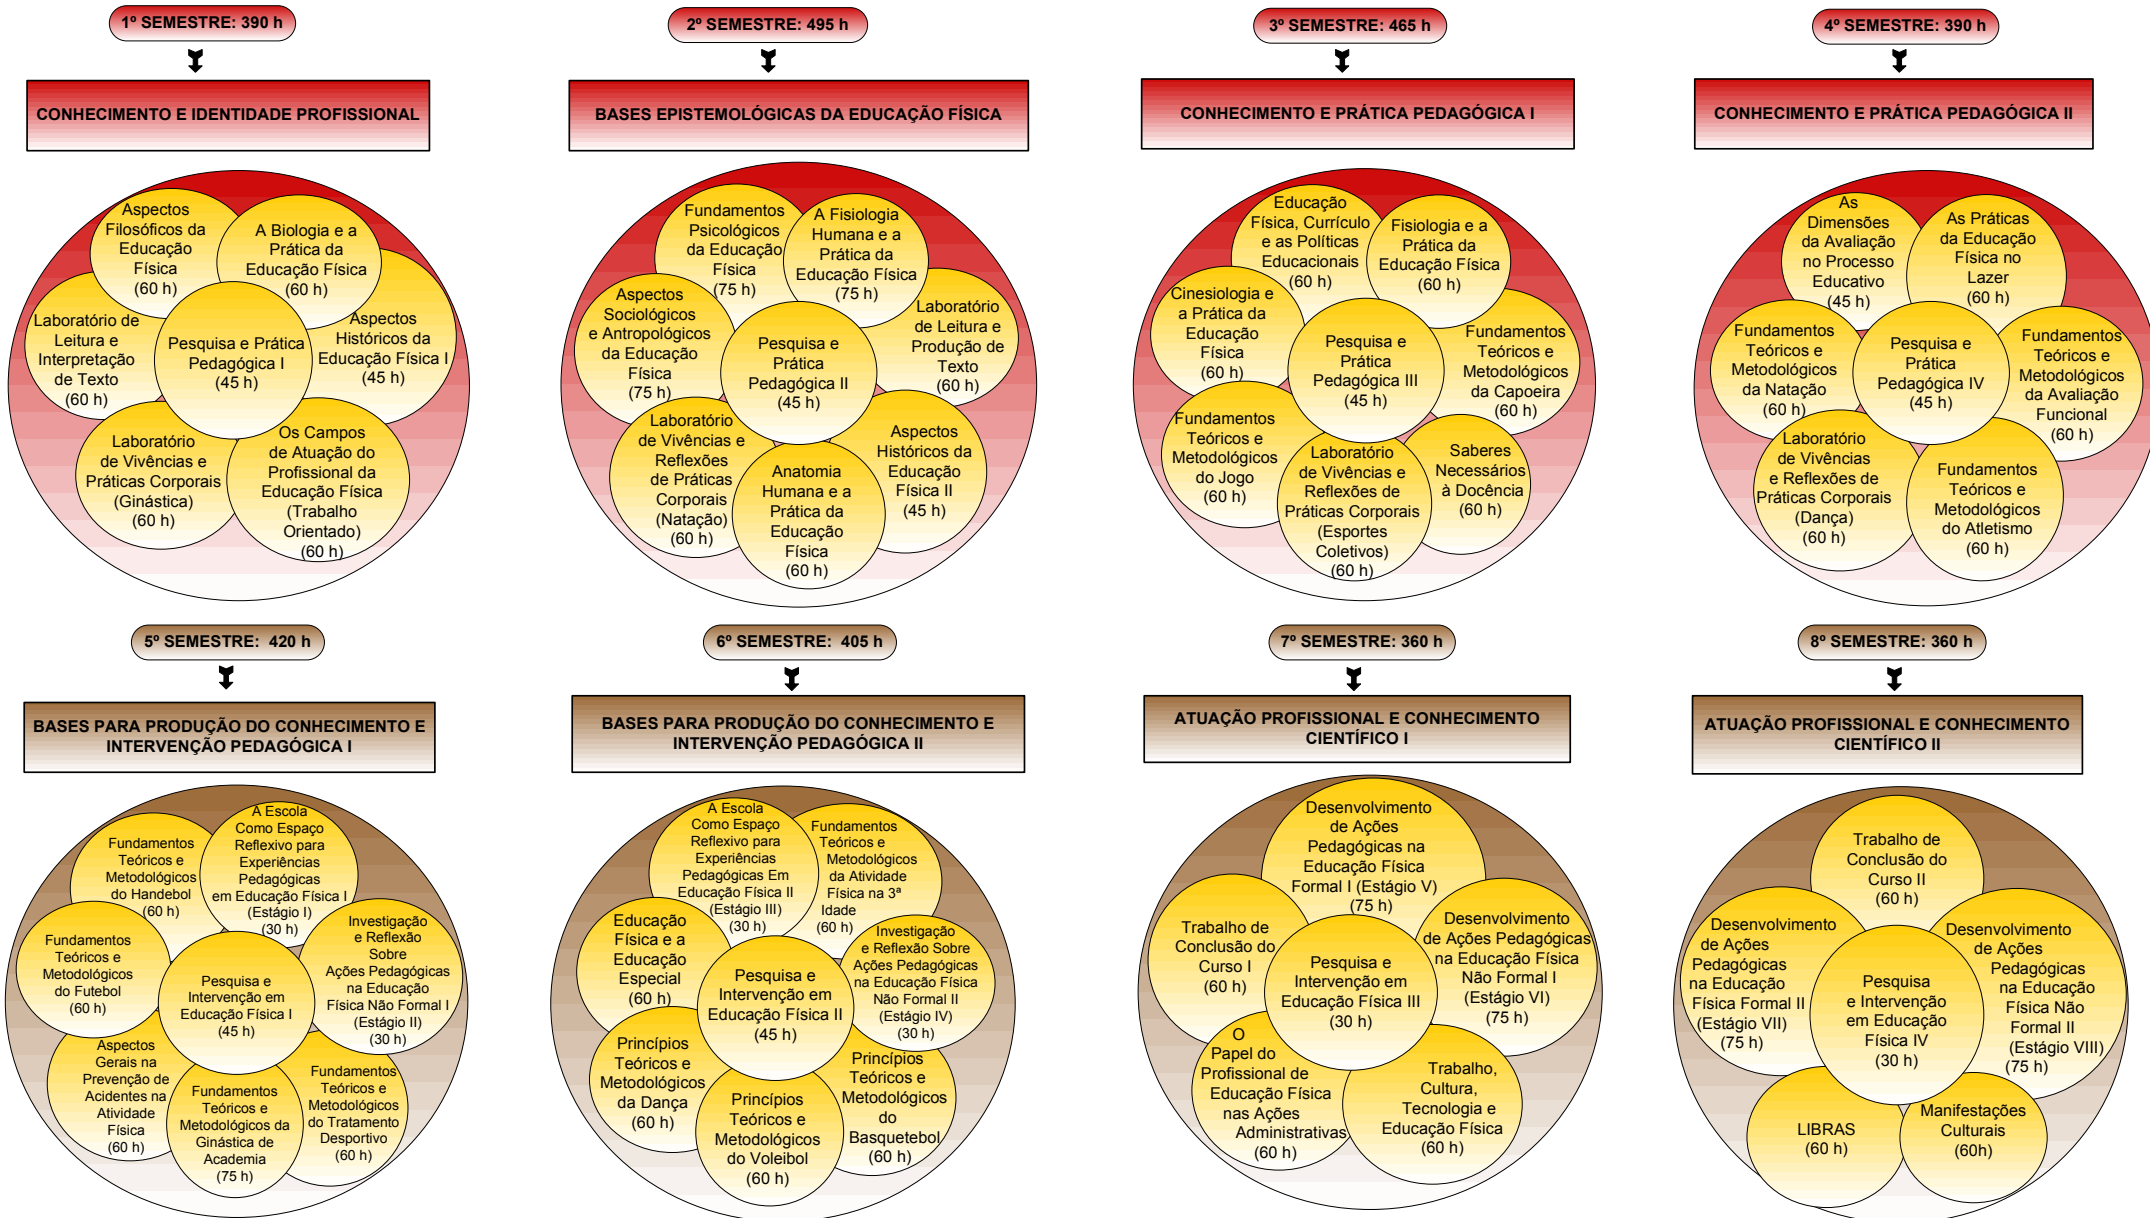 1º SEMESTRE: 390 h
CONHECIMENTO E IDENTIDADE PROFISSIONAL
Aspectos
Filosóficos da
Educação
Física
(60 h)
A Biologia e a
Prática da
Educação Física
(60 h)
Laboratório de
Leitura e
Interpretação
de Texto
(60 h)
Pesquisa e Prática
Pedagógica I
(45 h)
Aspectos
Históricos da
Educação Física I
(45 h)
Laboratório
de Vivências e
Práticas Corporais
(Ginástica)
(60 h)
Os Campos
de Atuação do
Profissional da
Educação Física
(Trabalho
Orientado)
(60 h)
2º SEMESTRE: 495 h
BASES EPISTEMOLÓGICAS DA EDUCAÇÃO FÍSICA
Fundamentos
Psicológicos
da Educação
Física
(75 h)
A Fisiologia
Humana e a
Prática da
Educação Física
(75 h)
Aspectos
Sociológicos
e Antropológicos
da Educação
Física
(75 h)
Pesquisa e
Prática
Pedagógica II
(45 h)
Laboratório
de Leitura e
Produção de
Texto
(60 h)
Laboratório
de Vivências e
Reflexões
de Práticas
Corporais
(Natação)
(60 h)
Anatomia
Humana e a
Prática da
Educação
Física
(60 h)
Aspectos
Históricos da
Educação
Física II
(45 h)
3º SEMESTRE: 465 h
CONHECIMENTO E PRÁTICA PEDAGÓGICA I
Educação
Física, Currículo
e as Políticas
Educacionais
(60 h)
Fisiologia e a
Prática da
Educação Física
(60 h)
Cinesiologia e
a Prática da
Educação
Física
(60 h)
Pesquisa e
Prática
Pedagógica III
(45 h)
Fundamentos
Teóricos e
Metodológicos
da Capoeira
(60 h)
Fundamentos
Teóricos e
Metodológicos
do Jogo
(60 h)
Laboratório
de Vivências e
Reflexões de
Práticas Corporais
(Esportes
Coletivos)
(60 h)
Saberes
Necessários
à Docência
(60 h)
4º SEMESTRE: 390 h
CONHECIMENTO E PRÁTICA PEDAGÓGICA II
As
Dimensões
da Avaliação
no Processo
Educativo
(45 h)
As Práticas
da Educação
Física no
Lazer
(60 h)
Fundamentos
Teóricos e
Metodológicos
da Natação
(60 h)
Pesquisa e
Prática
Pedagógica IV
(45 h)
Fundamentos
Teóricos e
Metodológicos
da Avaliação
Funcional
(60 h)
Laboratório
de Vivências
e Reflexões de
Práticas Corporais
(Dança)
(60 h)
Fundamentos
Teóricos e
Metodológicos
do Atletismo
(60 h)
5º SEMESTRE: 420 h
BASES PARA PRODUÇÃO DO CONHECIMENTO E
INTERVENÇÃO PEDAGÓGICA I
Fundamentos
Teóricos e
Metodológicos
do Handebol
(60 h)
A Escola
Como Espaço
Reflexivo para
Experiências
Pedagógicas
em Educação Física I
(Estágio I)
(30 h)
Fundamentos
Teóricos e
Metodológicos
do Futebol
(60 h)
Pesquisa e
Intervenção em
Educação Física I
(45 h)
Investigação
e Reflexão
Sobre
Ações Pedagógicas
na Educação
Física Não Formal I
(Estágio II)
(30 h)
Aspectos
Gerais na
Prevenção de
Acidentes na
Atividade
Física
(60 h)
Fundamentos
Teóricos e
Metodológicos da
Ginástica de
Academia
(75 h)
Fundamentos
Teóricos e
Metodológicos
do Tratamento
Desportivo
(60 h)
6º SEMESTRE: 405 h
BASES PARA PRODUÇÃO DO CONHECIMENTO E
INTERVENÇÃO PEDAGÓGICA II
A Escola
Como Espaço
Reflexivo para
Experiências
Pedagógicas Em
Educação Física II
(Estágio III)
(30 h)
Fundamentos
Teóricos e
Metodológicos
da Atividade
Física na 3ª
Idade
(60 h)
Educação
Física e a
Educação
Especial
(60 h)
Pesquisa e
Intervenção em
Educação Física II
(45 h)
Investigação
e Reflexão Sobre
Ações Pedagógicas
na Educação Física
Não Formal II
(Estágio IV)
(30 h)
Princípios
Teóricos e
Metodológicos
da Dança
(60 h)
Princípios
Teóricos e
Metodológicos
do Voleibol
(60 h)
Princípios
Teóricos e
Metodológicos
do
Basquetebol
(60 h)
7º SEMESTRE: 360 h
ATUAÇÃO PROFISSIONAL E CONHECIMENTO
CIENTÍFICO I
Desenvolvimento
de Ações
Pedagógicas na
Educação Física
Formal I (Estágio V)
(75 h)
Trabalho de
Conclusão do
Curso I
(60 h)
Pesquisa e
Intervenção em
Educação Física III
(30 h)
Desenvolvimento
de Ações Pedagógicas
na Educação Física
Não Formal I
(Estágio VI)
(75 h)
O
Papel do
Profissional de
Educação Física
nas Ações
Administrativas
(60 h)
Trabalho,
Cultura,
Tecnologia e
Educação Física
(60 h)
8º SEMESTRE: 360 h
ATUAÇÃO PROFISSIONAL E CONHECIMENTO
CIENTÍFICO II
Trabalho de
Conclusão do
Curso II
(60 h)
Desenvolvimento
de Ações
Pedagógicas
na Educação
Física Formal II
(Estágio VII)
(75 h)
Pesquisa
e Intervenção
em Educação
Física IV
(30 h)
Desenvolvimento
de Ações
Pedagógicas
na Educação
Física Não
Formal II
(Estágio VIII)
(75 h)
LIBRAS
(60 h)
Manifestações
Culturais
(60h)